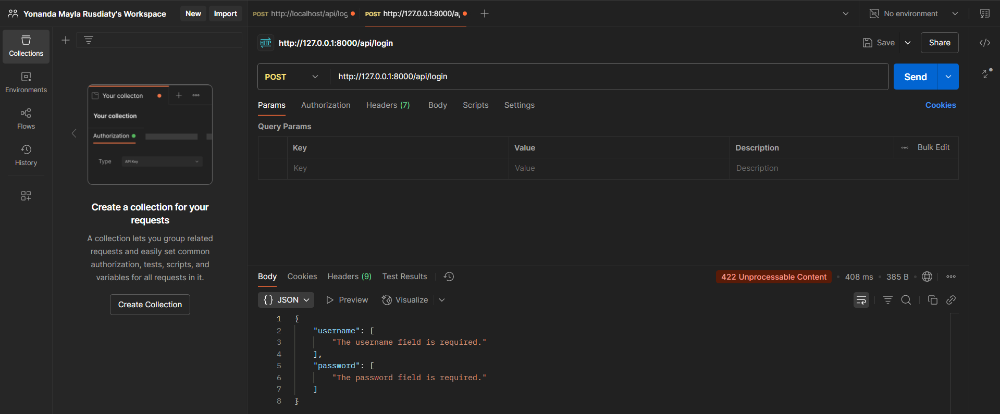 Yonanda Mayla Rusdiaty's Workspace
New
Import
POST http://localhost/api/log
POST http://127.0.0.1:8000/a
No environment
Collections
Environments
Flows
History
Your collecton
Your collection
Authorization
Type
API Key
Create a collection for your
requests
A collection lets you group related
requests and easily set common
authorization, tests, scripts, and
variables for all requests in it.
Create Collection
HTTP
http://127.0.0.1:8000/api/login
Save
Share
POST
http://127.0.0.1:8000/api/login
Send
Params Authorization Headers (7) Body Scripts Settings
Cookies
Query Params
Key Value Description Bulk Edit
Key Value Description
Body Cookies Headers (9) Test Results
422 Unprocessable Content • 408 ms • 385 B
{} JSON Preview Visualize
1 {
2 "username": [
3 "The username field is required."
4 ],
5 "password": [
6 "The password field is required."
7 ]
8 }